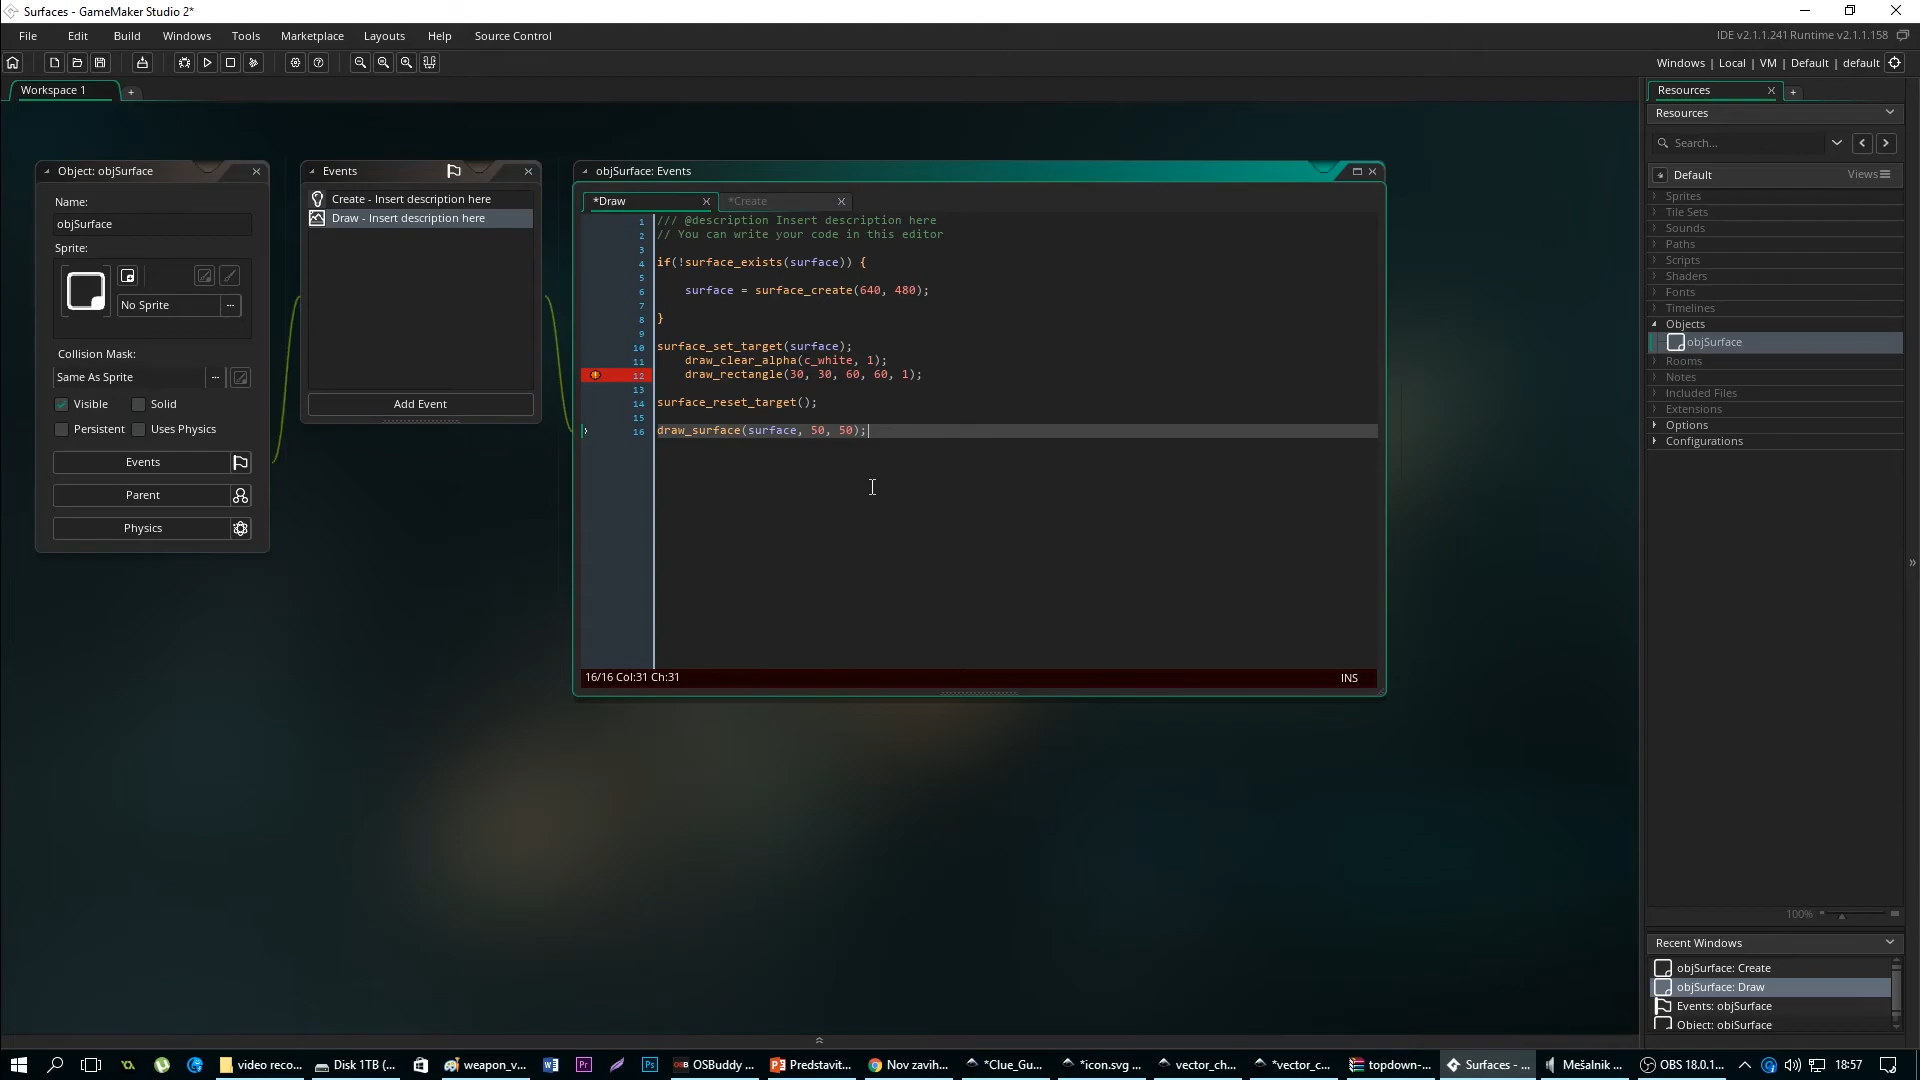 Surfaces - GameMaker Studio 2*
File Edit Build Windows Tools Marketplace Layouts Help Source Control
IDE v2.1.1.241 Runtime v2.1.1.158
Windows | Local | VM | Default | default
Workspace 1
Object: objSurface
Name:
objSurface
Sprite:
No Sprite
Collision Mask:
Same As Sprite
Visible Solid
Persistent Uses Physics
Events
Parent
Physics
Events
Create - Insert description here
Draw - Insert description here
Add Event
objSurface: Events
*Draw *Create
1 /// @description Insert description here
2 // You can write your code in this editor
3
4 if(!surface_exists(surface)) {
5
6 surface = surface_create(640, 480);
7
8 }
9
10 surface_set_target(surface);
11 draw_clear_alpha(c_white, 1);
12 draw_rectangle(30, 30, 60, 60, 1);
13
14 surface_reset_target();
15
16 draw_surface(surface, 50, 50);
16/16 Col:31 Ch:31 INS
Resources
Resources
Search...
Default Views
Sprites
Tile Sets
Sounds
Paths
Scripts
Shaders
Fonts
Timelines
Objects
objSurface
Rooms
Notes
Included Files
Extensions
Options
Configurations
100%
Recent Windows
objSurface: Create
objSurface: Draw
Events: objSurface
Object: objSurface
video reco... Disk 1TB (... weapon_v... OSBuddy ... Predstavit... Nov zavih... *Clue_Gu... *icon.svg ... vector_ch... *vector_c... topdown-... Surfaces - ... Mešalnik ... OBS 18.0.1... 18:57